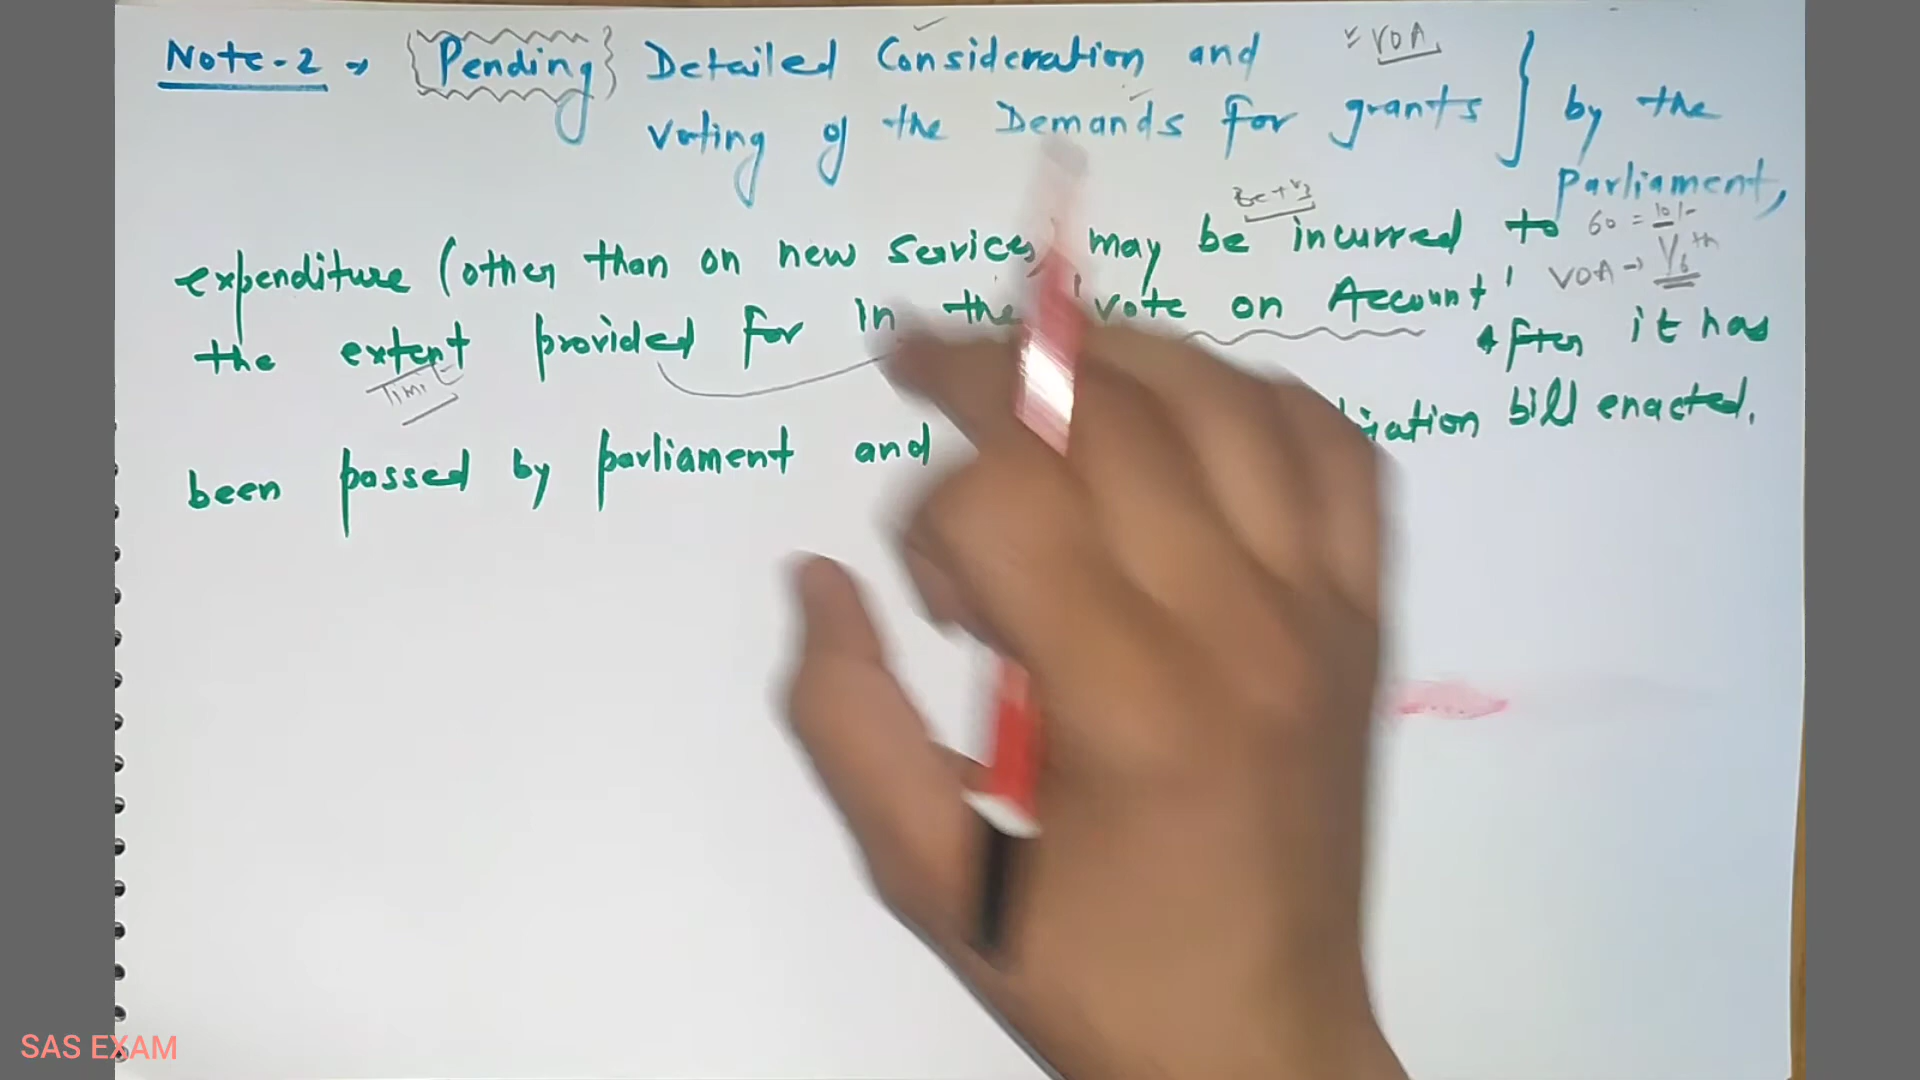 Note-2 → {Pending} Detailed Consideration and
voting of the Demands for grants } by the
Parliament,
= VOA
expenditure (other than on new services) may be incurred to
60 = 10/-
VOA → 1/6th
the extent provided for in the 'vote on Account' After it has
Limit
been passed by parliament and bill enacted.
SAS EXAM